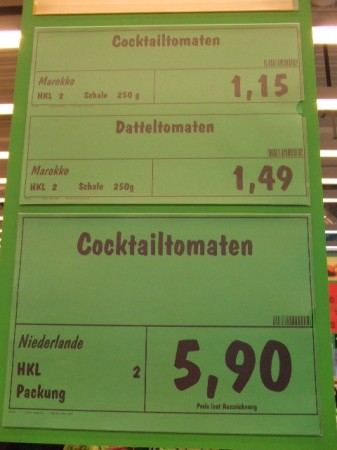 Cocktailtomaten
Marokko
HKL 2 Schale 250 g
1,15
Datteltomaten
Marokko
HKL 2 Schale 250g
1,49
Cocktailtomaten
Niederlande
HKL 2
Packung
5,90
Preis laut Auszeichnung